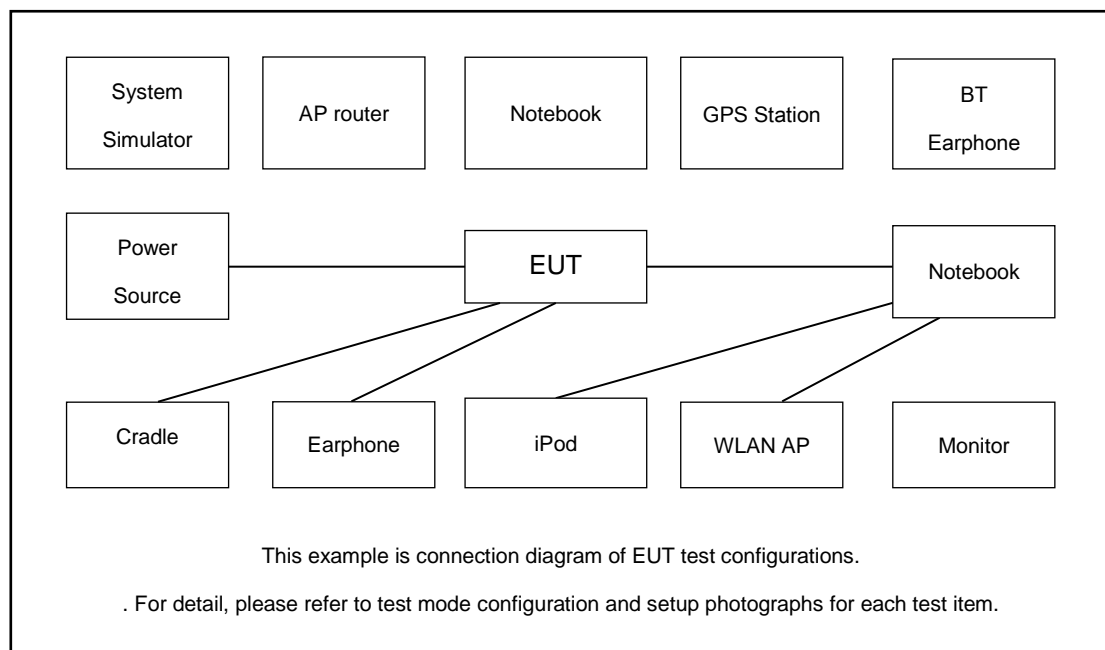 System
Simulator
AP router
Notebook
GPS Station
BT
Earphone
Power
Source
EUT
Notebook
Cradle
Earphone
iPod
WLAN AP
Monitor
This example is connection diagram of EUT test configurations.
. For detail, please refer to test mode configuration and setup photographs for each test item.